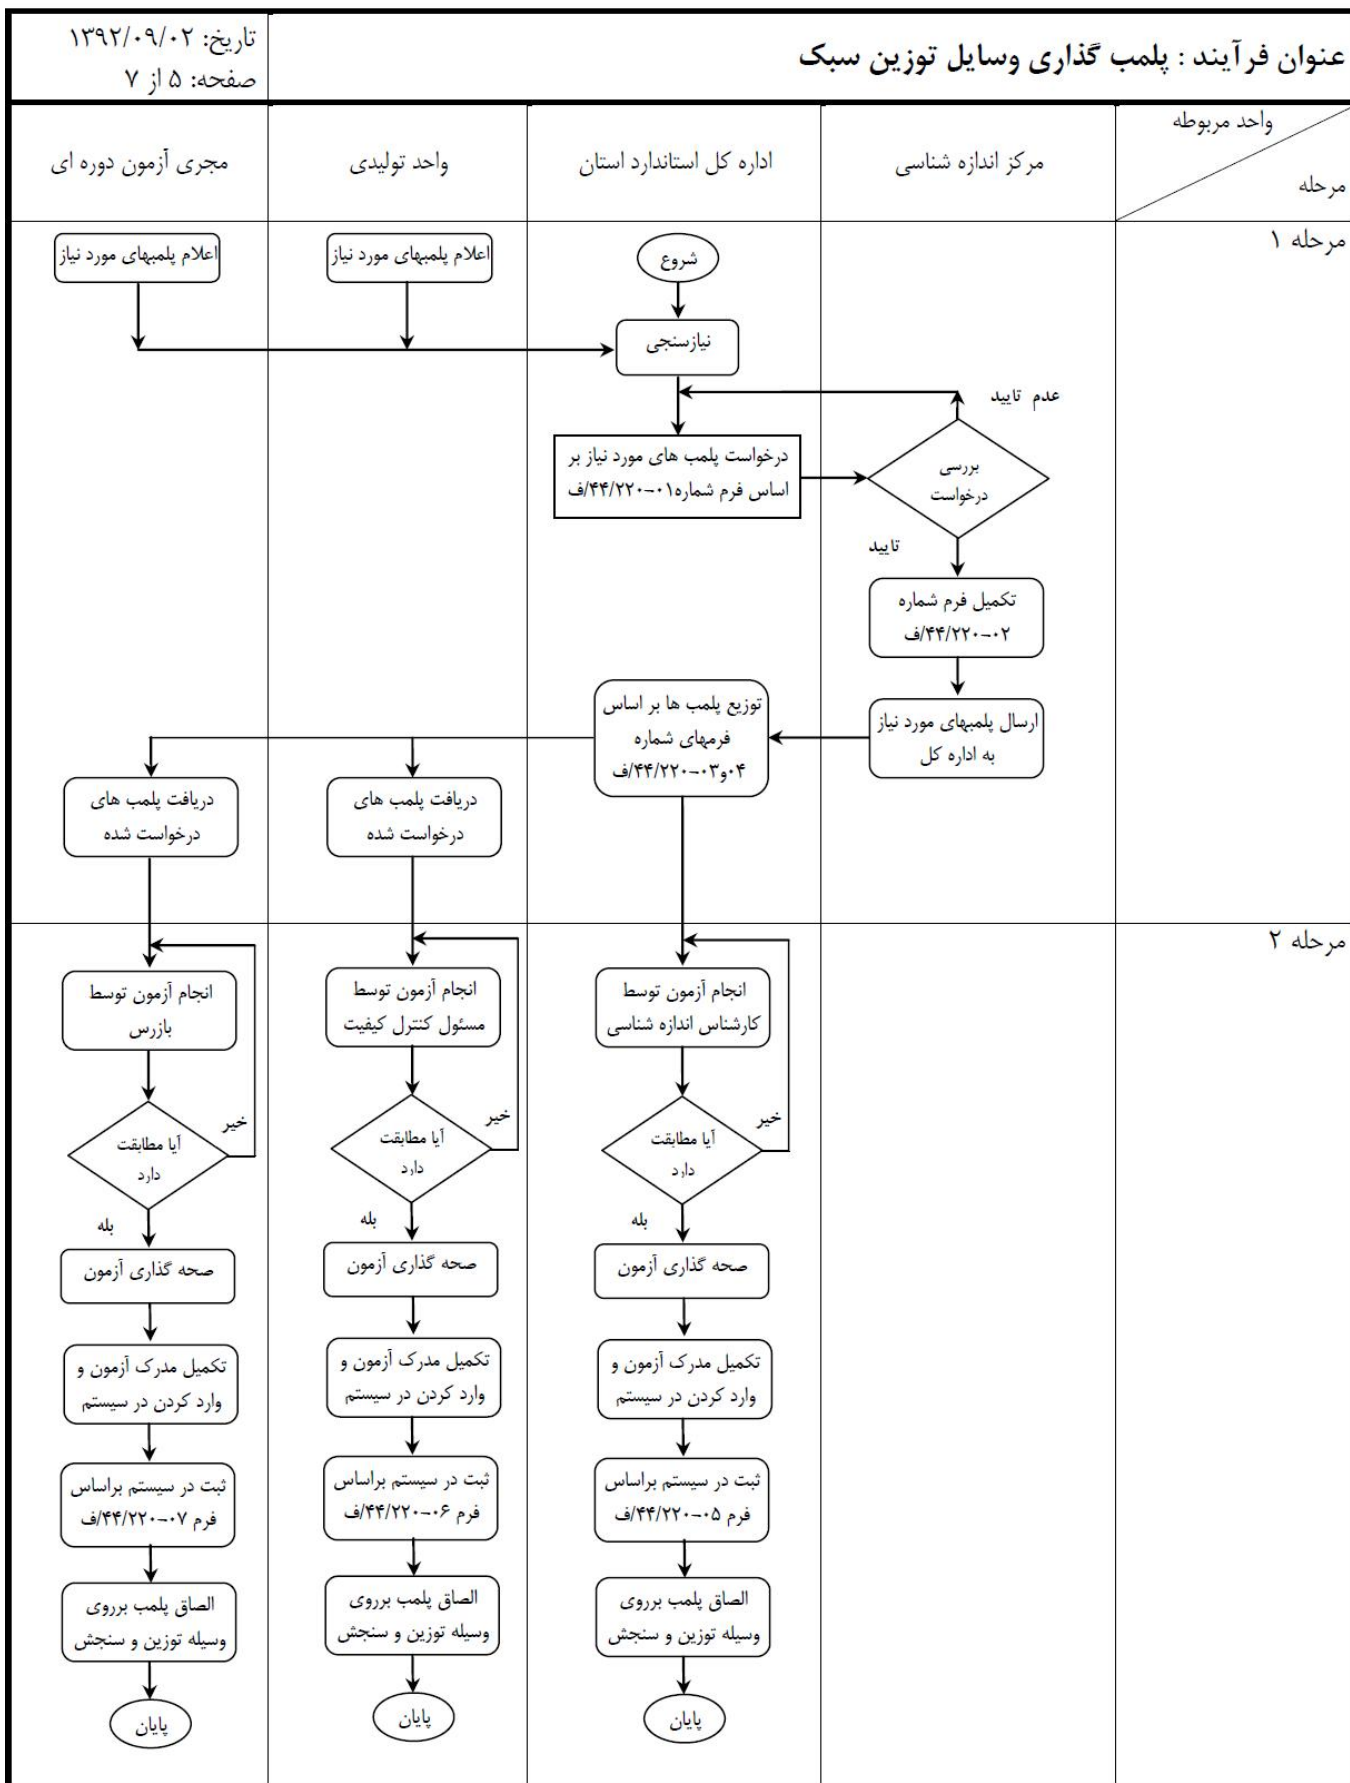 عنوان فرآیند : پلمب گذاری وسایل توزین سبک
تاریخ: ۱۳۹۲/۰۹/۰۲
صفحه: ۵ از ۷
واحد مربوطه
مرحله
مرکز اندازه شناسی
اداره کل استاندارد استان
واحد تولیدی
مجری آزمون دوره ای
مرحله ۱
شروع
اعلام پلمبهای مورد نیاز
اعلام پلمبهای مورد نیاز
نیازسنجی
عدم تایید
درخواست پلمب های مورد نیاز بر
اساس فرم شماره۰۱-۴۴/۲۲۰/ف
بررسی
درخواست
تایید
تکمیل فرم شماره
۰۲-۴۴/۲۲۰/ف
ارسال پلمبهای مورد نیاز
به اداره کل
توزیع پلمب ها بر اساس
فرمهای شماره
۰۴و۰۳-۴۴/۲۲۰/ف
دریافت پلمب های
درخواست شده
دریافت پلمب های
درخواست شده
مرحله ۲
انجام آزمون توسط
کارشناس اندازه شناسی
خیر
آیا مطابقت
دارد
بله
صحه گذاری آزمون
تکمیل مدرک آزمون و
وارد کردن در سیستم
ثبت در سیستم براساس
فرم ۰۵-۴۴/۲۲۰/ف
الصاق پلمب برروی
وسیله توزین و سنجش
پایان
انجام آزمون توسط
مسئول کنترل کیفیت
خیر
آیا مطابقت
دارد
بله
صحه گذاری آزمون
تکمیل مدرک آزمون و
وارد کردن در سیستم
ثبت در سیستم براساس
فرم ۰۶-۴۴/۲۲۰/ف
الصاق پلمب برروی
وسیله توزین و سنجش
پایان
انجام آزمون توسط
بازرس
خیر
آیا مطابقت
دارد
بله
صحه گذاری آزمون
تکمیل مدرک آزمون و
وارد کردن در سیستم
ثبت در سیستم براساس
فرم ۰۷-۴۴/۲۲۰/ف
الصاق پلمب برروی
وسیله توزین و سنجش
پایان